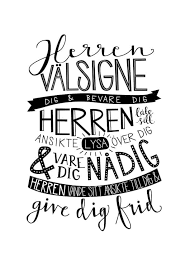 Herren
VÄLSIGNE
DIG & BEVARE DIG
HERREN låte sitt
ANSIKTE LYSA ÖVER DIG
& VARE DIG NÅDIG
HERREN VÄNDE SITT ANSIKTE TILL DIG &
give dig frid